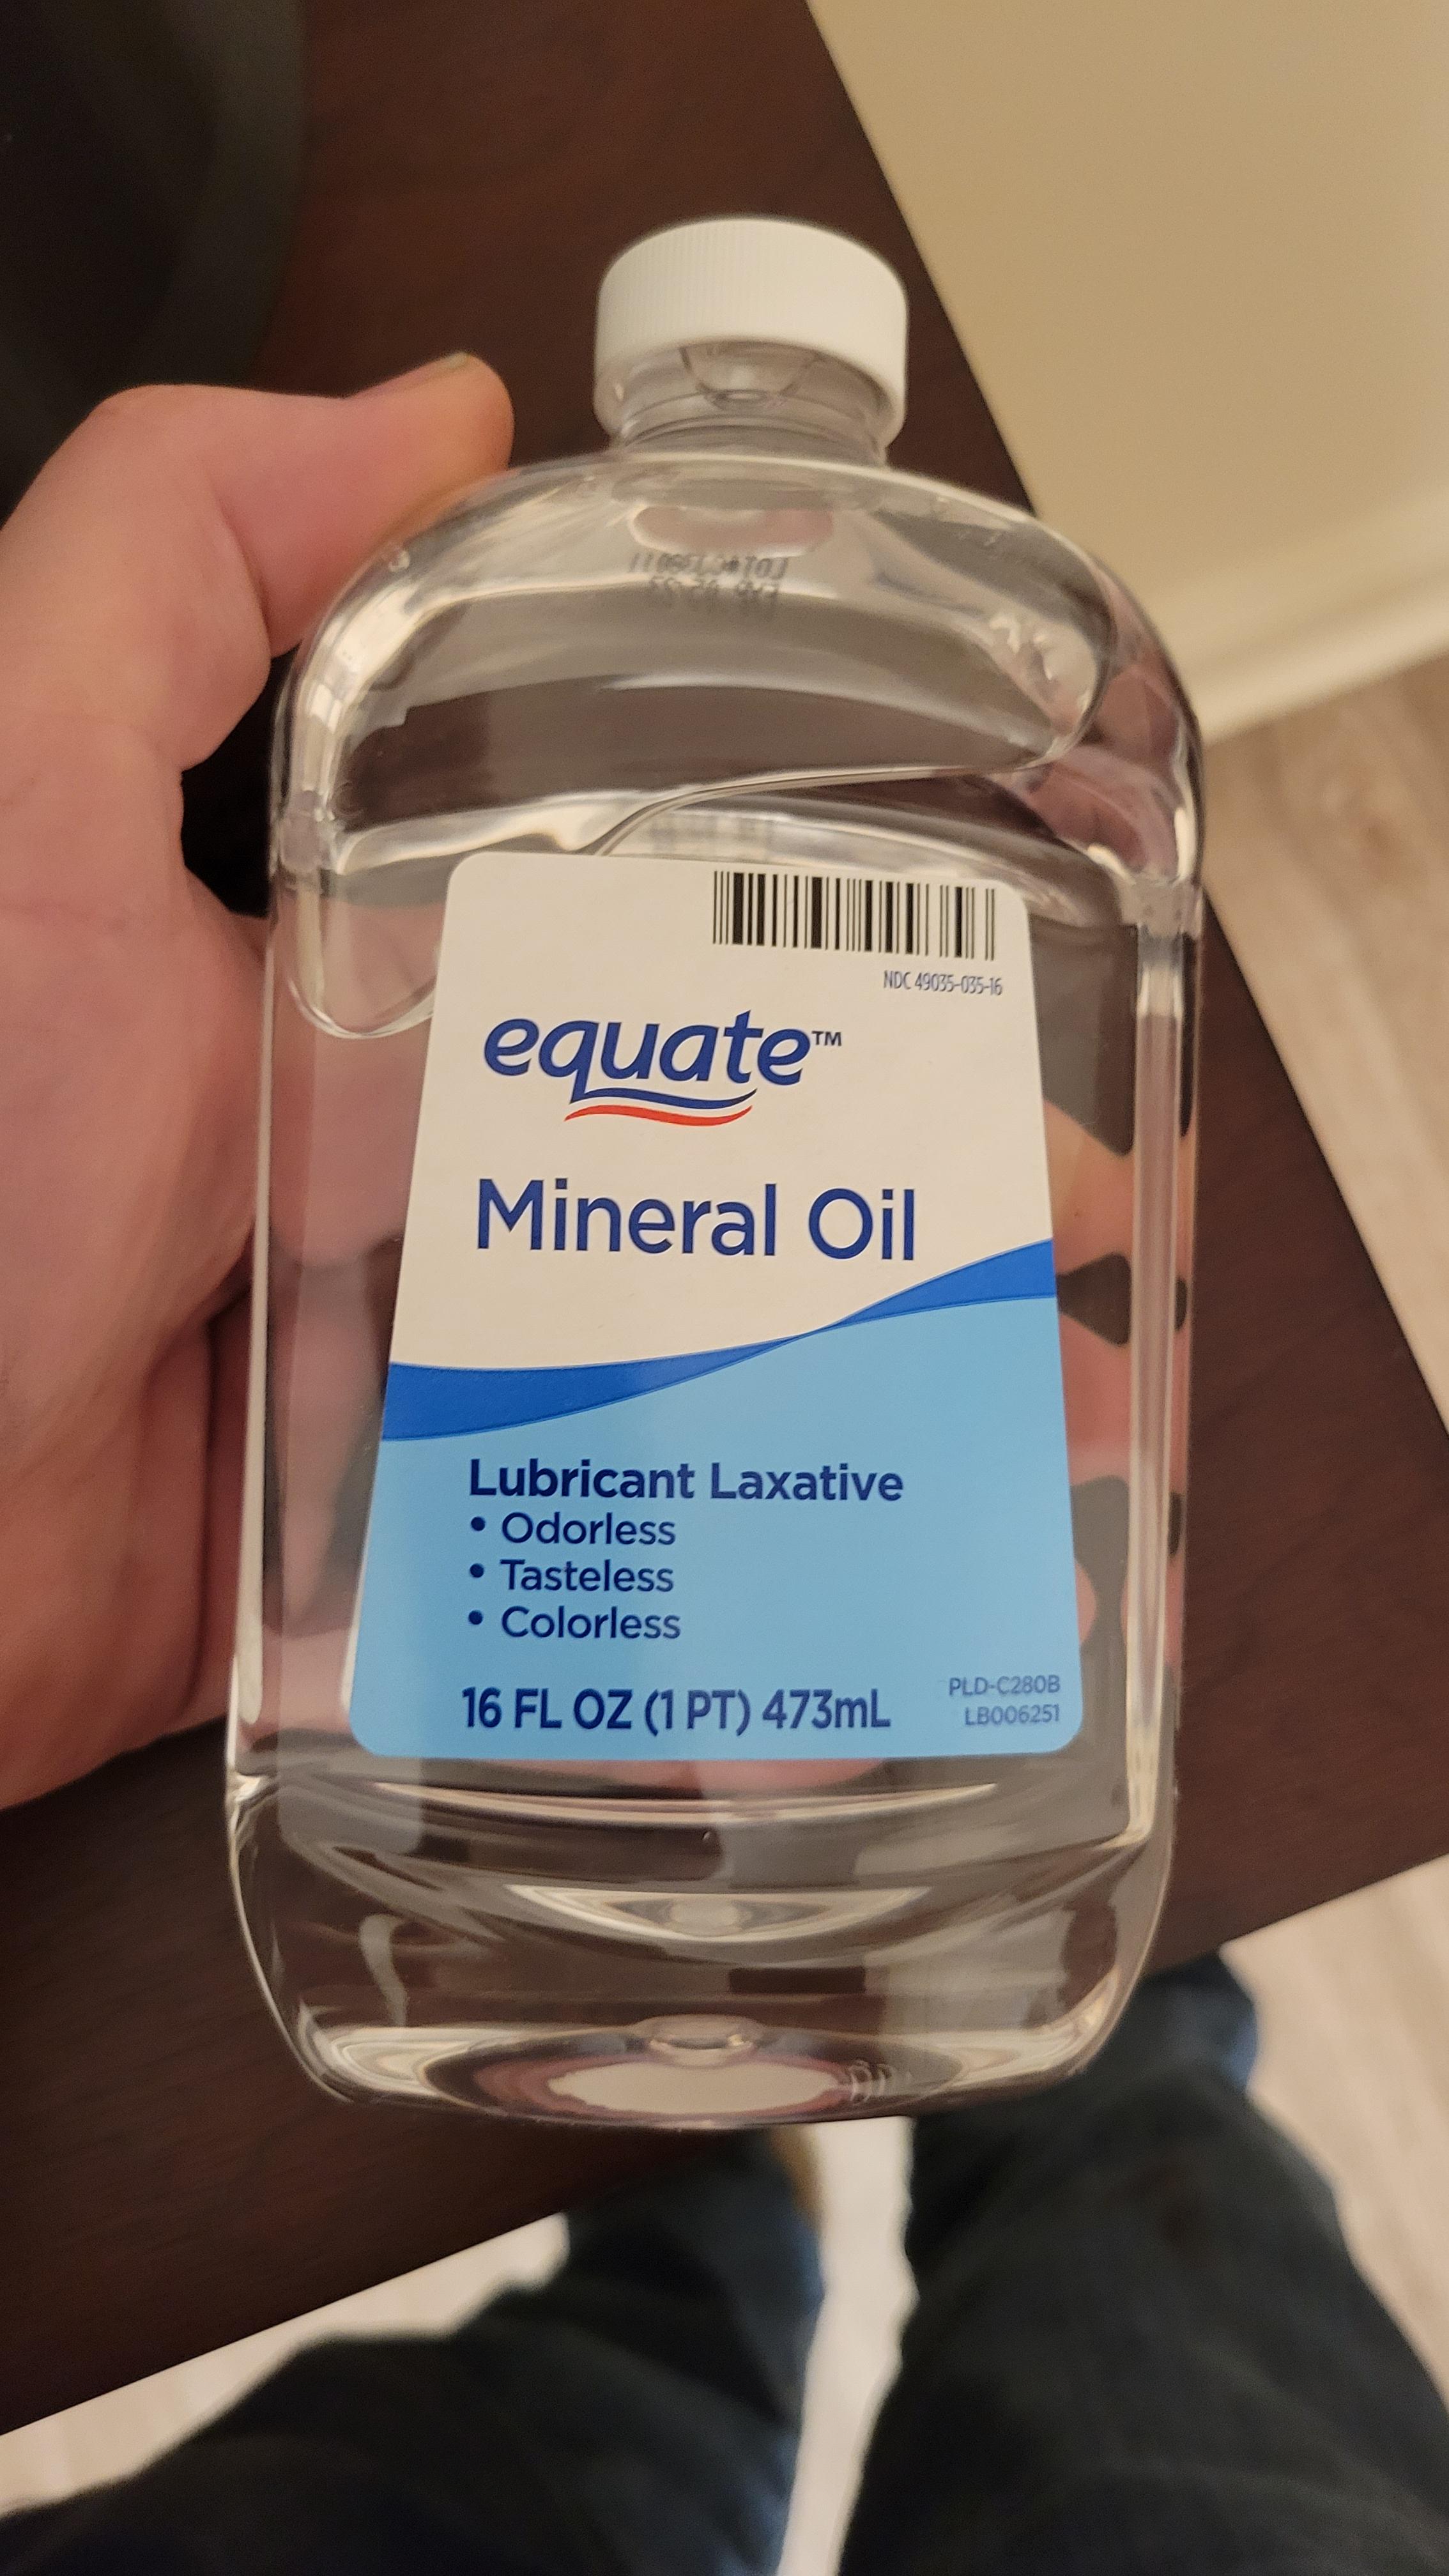 NDC 49035-035-16
equate™
Mineral Oil
Lubricant Laxative
• Odorless
• Tasteless
• Colorless
16 FL OZ (1 PT) 473mL
PLD-C280B
LB006251